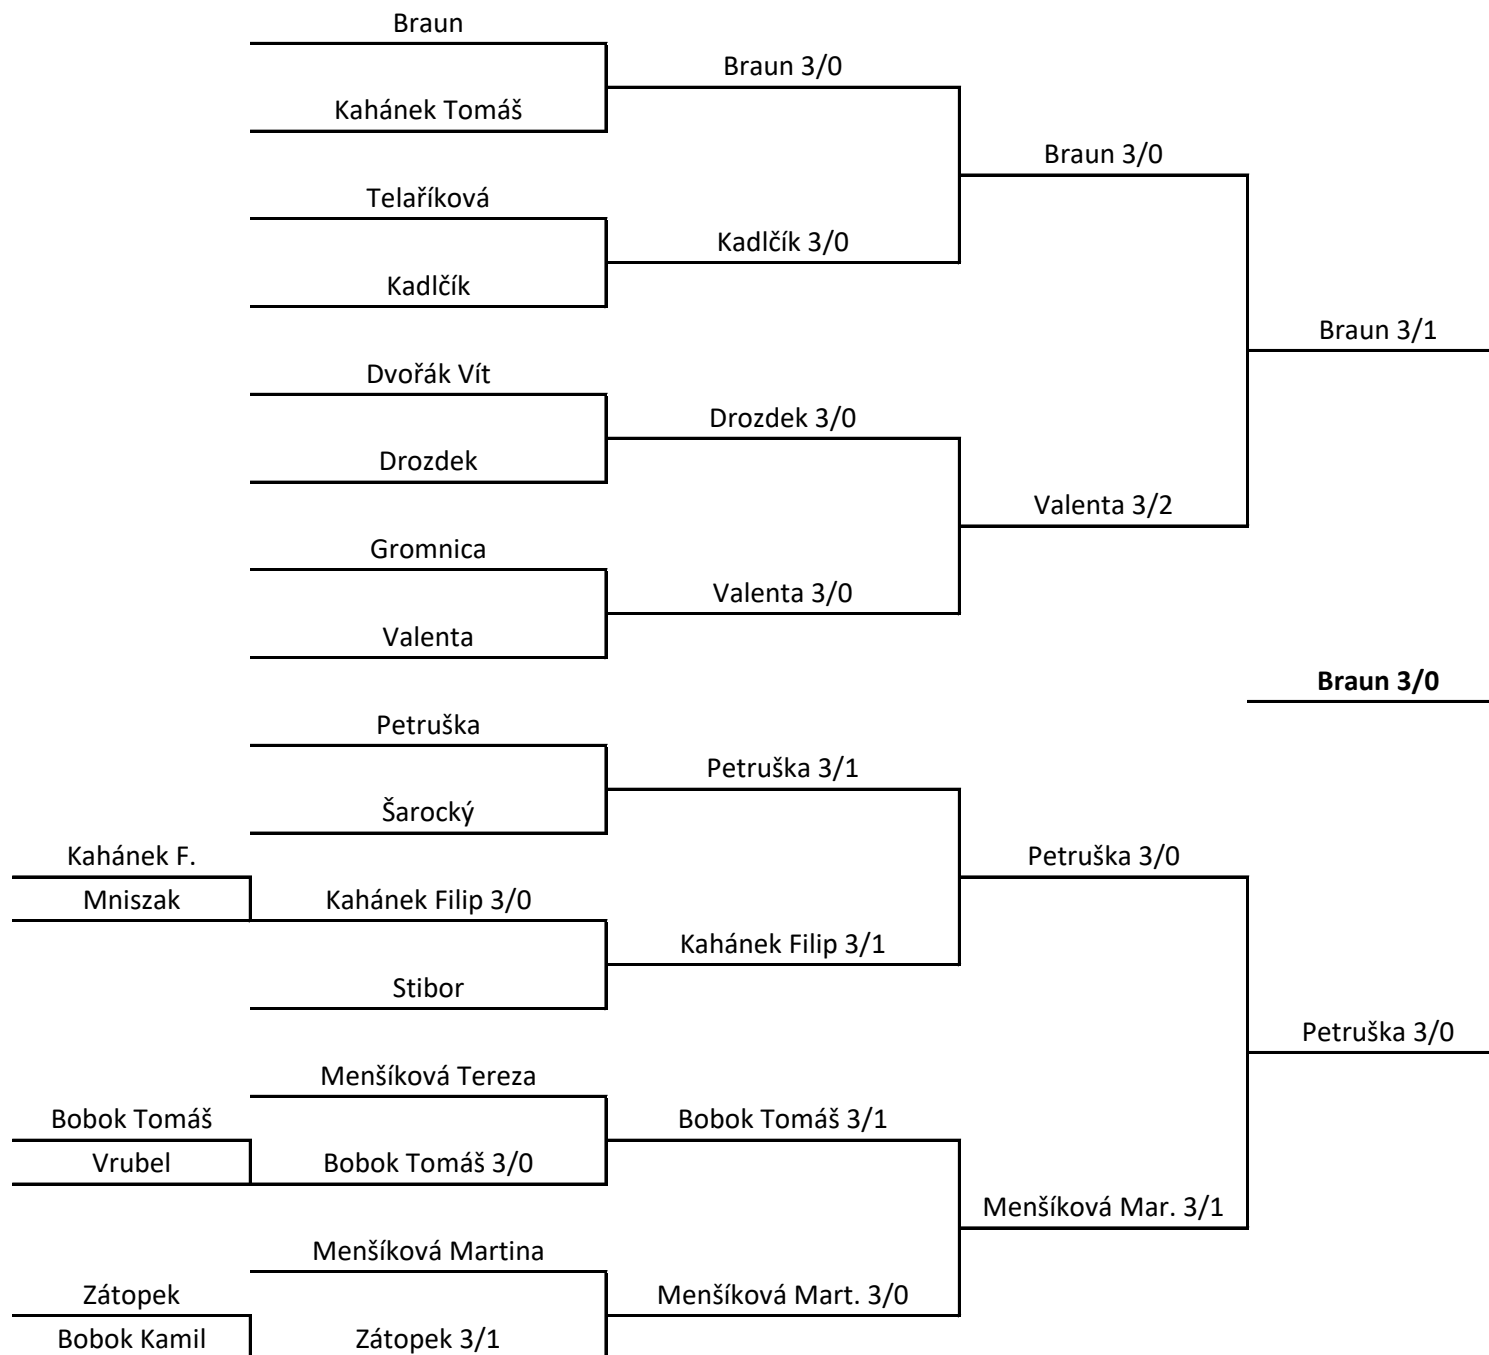 Braun
Braun 3/0
Kahánek Tomáš
Braun 3/0
Telaříková
Kadlčík 3/0
Kadlčík
Braun 3/1
Dvořák Vít
Drozdek 3/0
Drozdek
Valenta 3/2
Gromnica
Valenta 3/0
Valenta
Braun 3/0
Petruška
Petruška 3/1
Šarocký
Kahánek F.
Petruška 3/0
Mniszak
Kahánek Filip 3/0
Kahánek Filip 3/1
Stibor
Petruška 3/0
Menšíková Tereza
Bobok Tomáš
Bobok Tomáš 3/1
Vrubel
Bobok Tomáš 3/0
Menšíková Mar. 3/1
Menšíková Martina
Zátopek
Menšíková Mart. 3/0
Bobok Kamil
Zátopek 3/1